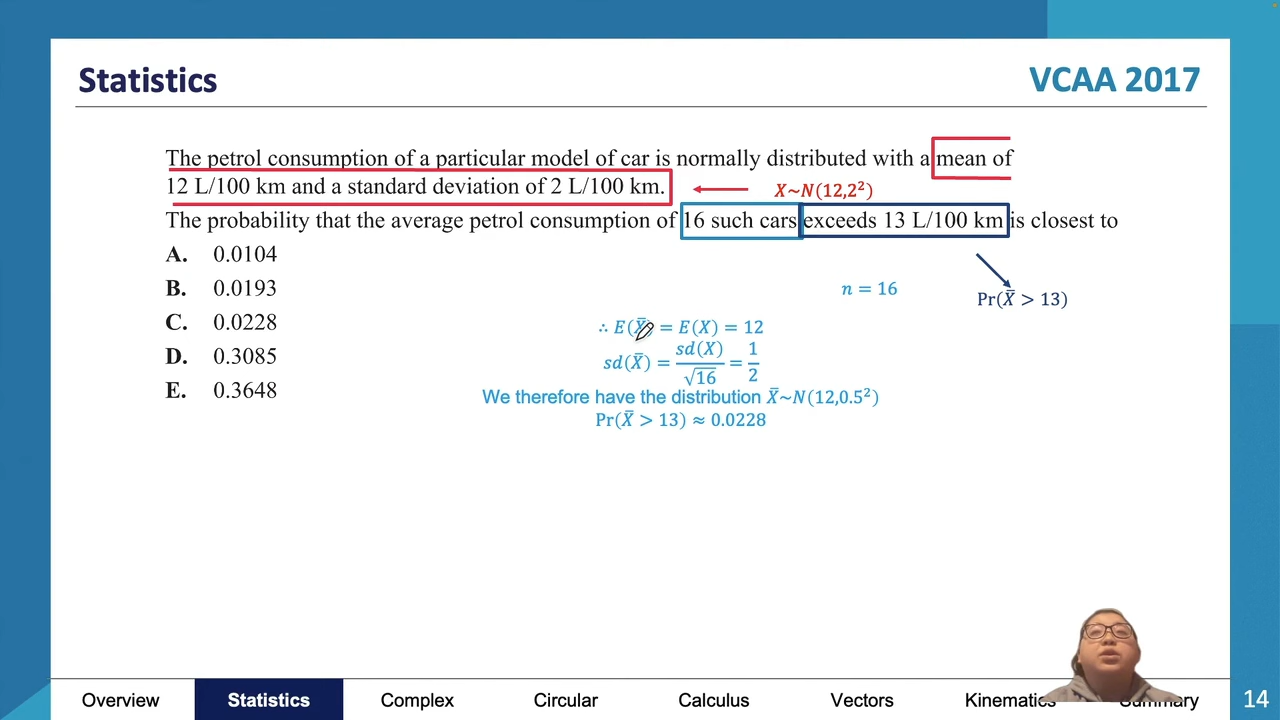 Statistics
VCAA 2017
The petrol consumption of a particular model of car is normally distributed with a mean of
12 L/100 km and a standard deviation of 2 L/100 km.
X~N(12,2²)
The probability that the average petrol consumption of 16 such cars exceeds 13 L/100 km is closest to
A. 0.0104
B. 0.0193
C. 0.0228
D. 0.3085
E. 0.3648
n = 16
Pr(X̄ > 13)
∴ E(X̄) = E(X) = 12
sd(X̄) = sd(X)/√16 = 1/2
We therefore have the distribution X̄~N(12,0.5²)
Pr(X̄ > 13) ≈ 0.0228
Overview Statistics Complex Circular Calculus Vectors Kinematics Summary 14